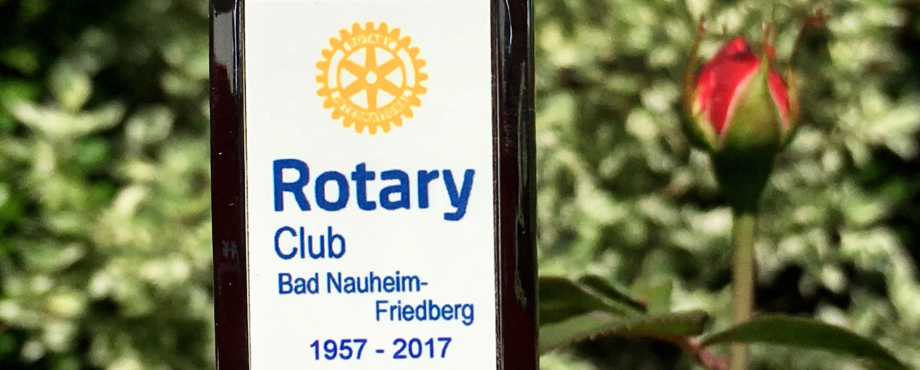 ROTARY
INTERNATIONAL
Rotary
Club
Bad Nauheim-
Friedberg
1957 - 2017